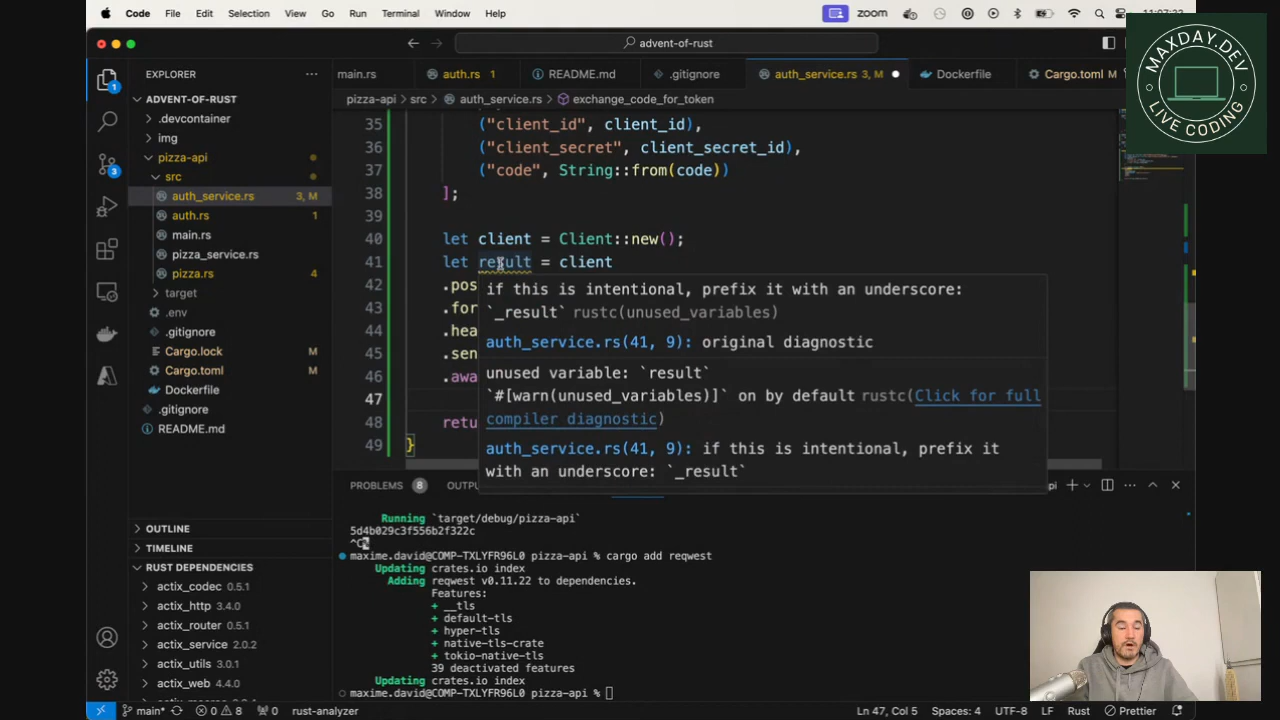 Code File Edit Selection View Go Run Terminal Window Help
zoom
advent-of-rust
MAXDAY.DEV
LIVE CODING
EXPLORER
ADVENT-OF-RUST
.devcontainer
img
pizza-api
src
auth_service.rs 3, M
auth.rs 1
main.rs
pizza_service.rs
pizza.rs 4
target
.env
.gitignore
Cargo.lock M
Cargo.toml M
Dockerfile
.gitignore
README.md
OUTLINE
TIMELINE
RUST DEPENDENCIES
actix_codec 0.5.1
actix_http 3.4.0
actix_router 0.5.1
actix_service 2.0.2
actix_utils 3.0.1
actix_web 4.4.0
main.rs auth.rs 1 README.md .gitignore auth_service.rs 3, M Dockerfile Cargo.toml M
pizza-api > src > auth_service.rs > exchange_code_for_token
35 ("client_id", client_id),
36 ("client_secret", client_secret_id),
37 ("code", String::from(code))
38 ];
39
40 let client = Client::new();
41 let result = client
42 .pos
43 .for
44 .hea
45 .sen
46 .awa
47
48 retu
49 }
if this is intentional, prefix it with an underscore:
`_result` rustc(unused_variables)
auth_service.rs(41, 9): original diagnostic
unused variable: `result`
`#[warn(unused_variables)]` on by default rustc(Click for full
compiler diagnostic)
auth_service.rs(41, 9): if this is intentional, prefix it
with an underscore: `_result`
PROBLEMS 8 OUTPU
Running `target/debug/pizza-api`
5d4b029c3f556b2f322c
^C
maxime.david@COMP-TXLYFR96L0 pizza-api % cargo add reqwest
Updating crates.io index
Adding reqwest v0.11.22 to dependencies.
Features:
+ __tls
+ default-tls
+ hyper-tls
+ native-tls-crate
+ tokio-native-tls
39 deactivated features
Updating crates.io index
maxime.david@COMP-TXLYFR96L0 pizza-api %
main* 0 8 0 rust-analyzer Ln 47, Col 5 Spaces: 4 UTF-8 LF Rust Prettier